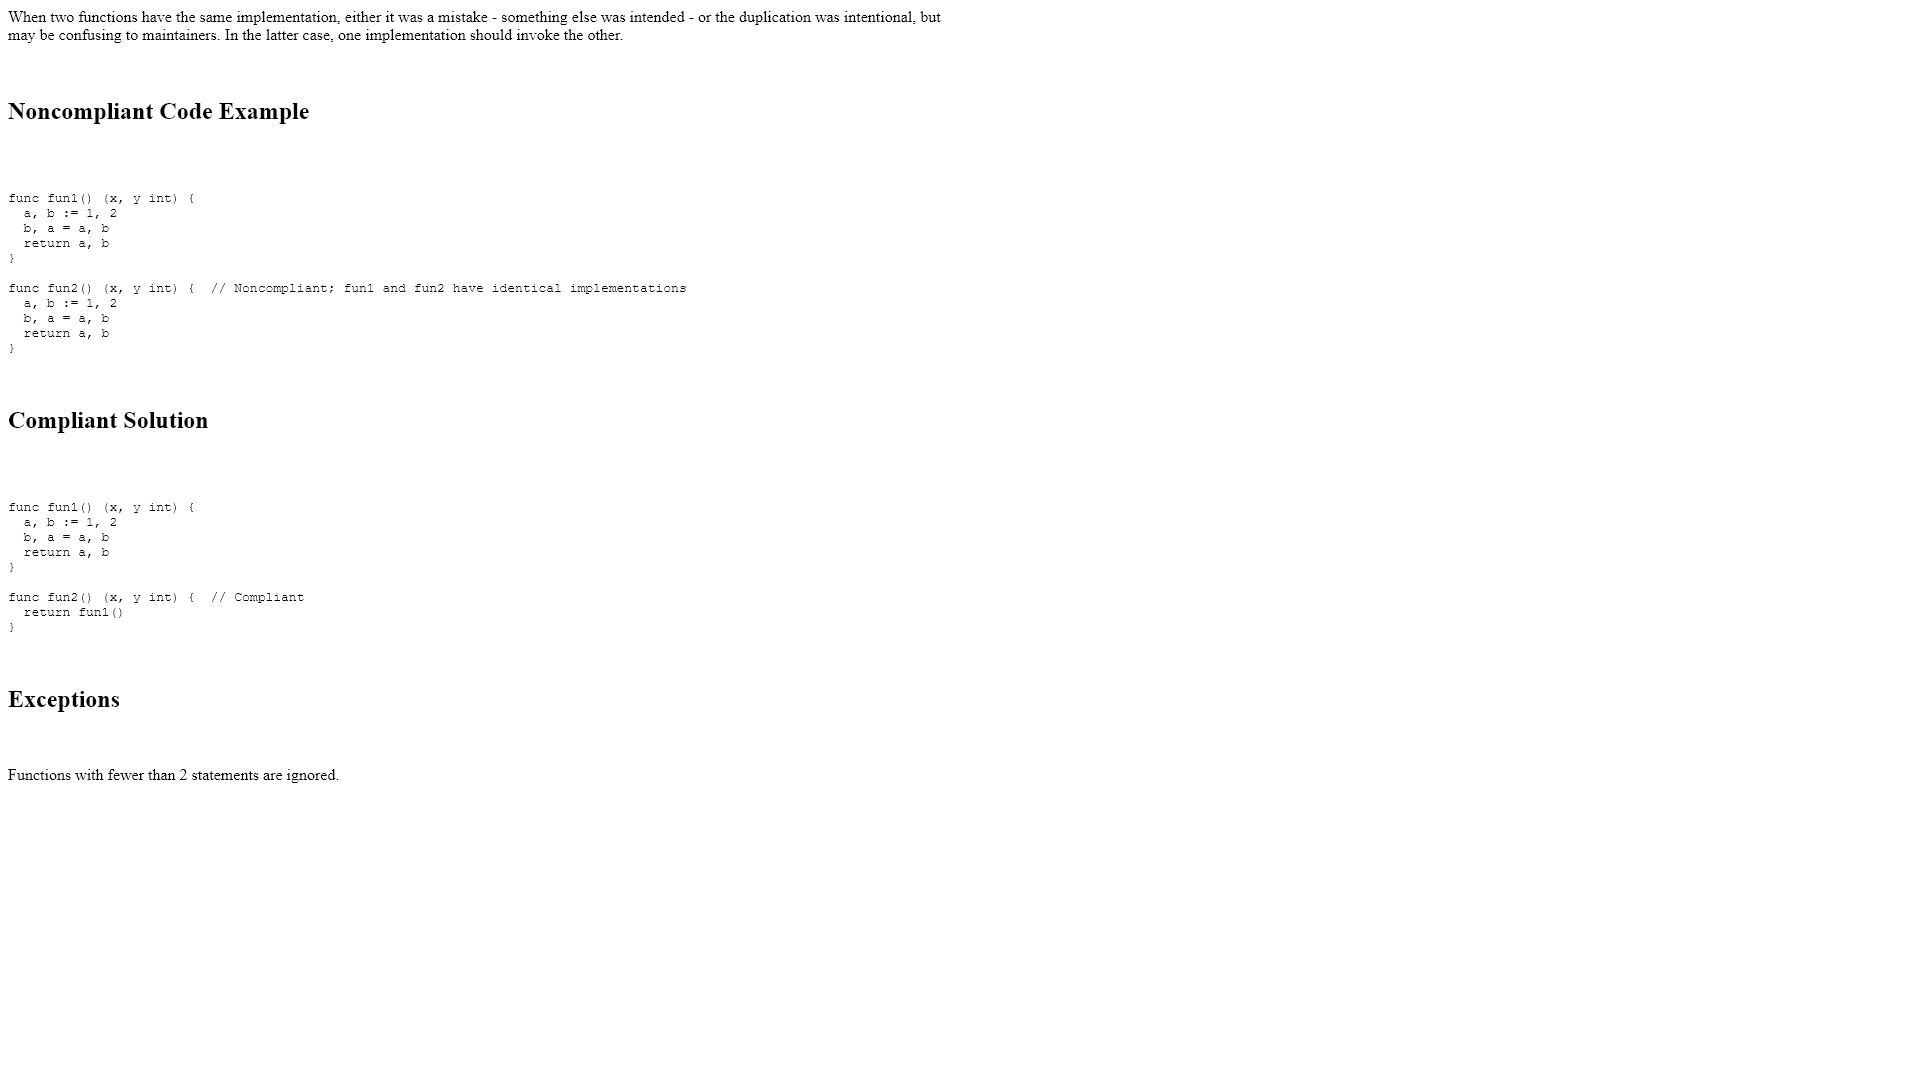 When two functions have the same implementation, either it was a mistake - something else was intended - or the duplication was intentional, but
may be confusing to maintainers. In the latter case, one implementation should invoke the other.
Noncompliant Code Example
func fun1() (x, y int) {
  a, b := 1, 2
  b, a = a, b
  return a, b
}
func fun2() (x, y int) {  // Noncompliant; fun1 and fun2 have identical implementations
  a, b := 1, 2
  b, a = a, b
  return a, b
}
Compliant Solution
func fun1() (x, y int) {
  a, b := 1, 2
  b, a = a, b
  return a, b
}
func fun2() (x, y int) {  // Compliant
  return fun1()
}
Exceptions
Functions with fewer than 2 statements are ignored.